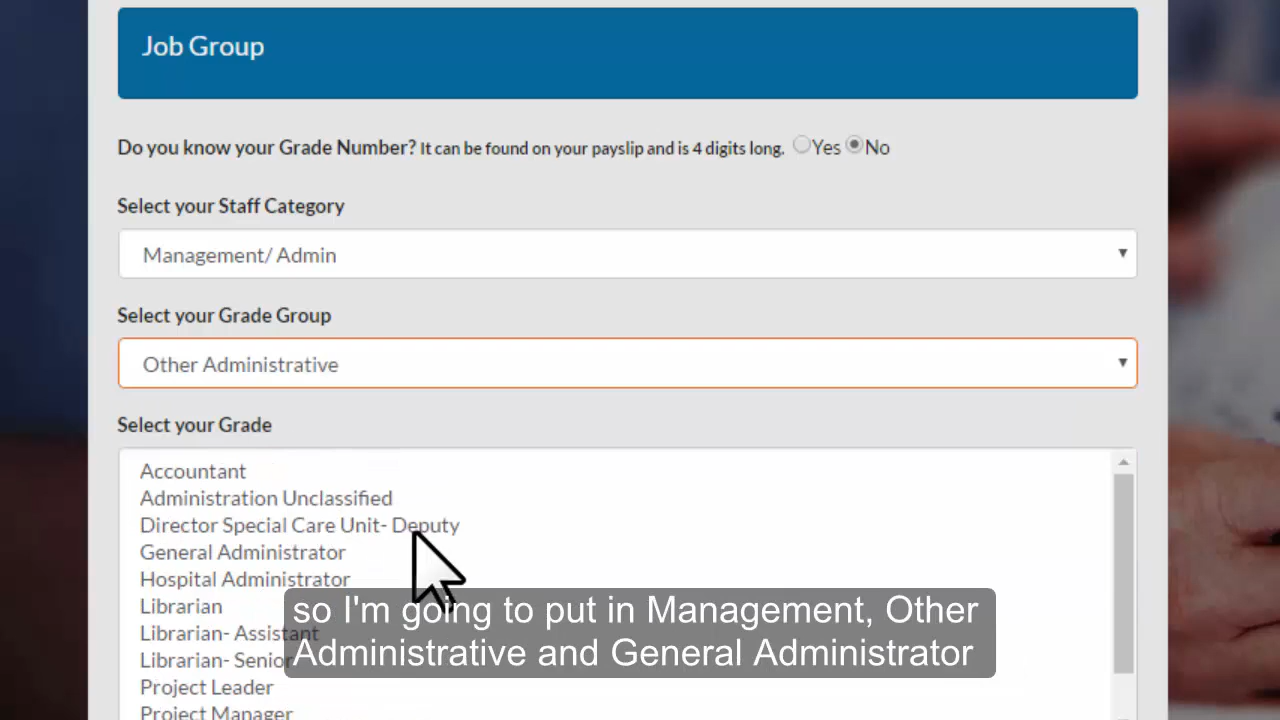 Job Group
Do you know your Grade Number? It can be found on your payslip and is 4 digits long. Yes No
Select your Staff Category
Management/ Admin
Select your Grade Group
Other Administrative
Select your Grade
Accountant
Administration Unclassified
Director Special Care Unit- Deputy
General Administrator
Hospital Administrator
Librarian
Librarian- Assistant
Librarian- Senior
Project Leader
Project Manager
so I'm going to put in Management, Other
Administrative and General Administrator